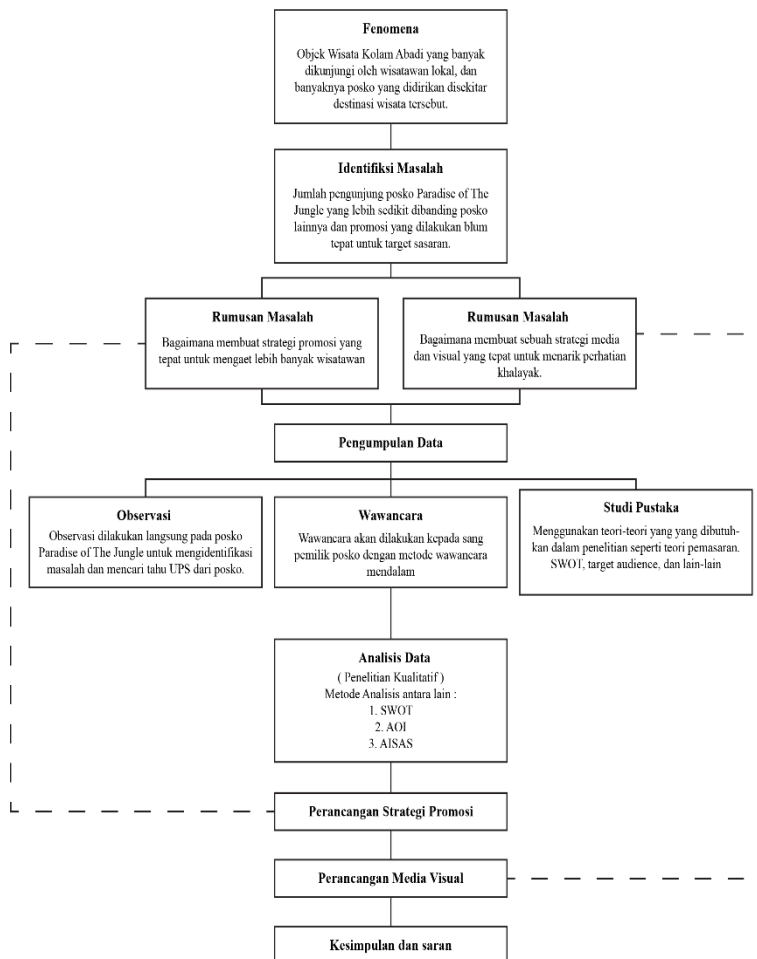 Fenomena
Objek Wisata Kolam Abadi yang banyak
dikunjungi oleh wisatawan lokal, dan
banyaknya posko yang didirikan disekitar
destinasi wisata tersebut.
Identifiksi Masalah
Jumlah pengunjung posko Paradise of The
Jungle yang lebih sedikit dibanding posko
lainnya dan promosi yang dilakukan blum
tepat untuk target sasaran.
Rumusan Masalah
Bagaimana membuat strategi promosi yang
tepat untuk mengaet lebih banyak wisatawan
Rumusan Masalah
Bagaimana membuat sebuah strategi media
dan visual yang tepat untuk menarik perhatian
khalayak.
Pengumpulan Data
Observasi
Observasi dilakukan langsung pada posko
Paradise of The Jungle untuk mengidentifikasi
masalah dan mencari tahu UPS dari posko.
Wawancara
Wawancara akan dilakukan kepada sang
pemilik posko dengan metode wawancara
mendalam
Studi Pustaka
Menggunakan teori-teori yang yang dibutuh-
kan dalam penelitian seperti teori pemasaran.
SWOT, target audience, dan lain-lain
Analisis Data
( Penelitian Kualitatif )
Metode Analisis antara lain :
1. SWOT
2. AOI
3. AISAS
Perancangan Strategi Promosi
Perancangan Media Visual
Kesimpulan dan saran